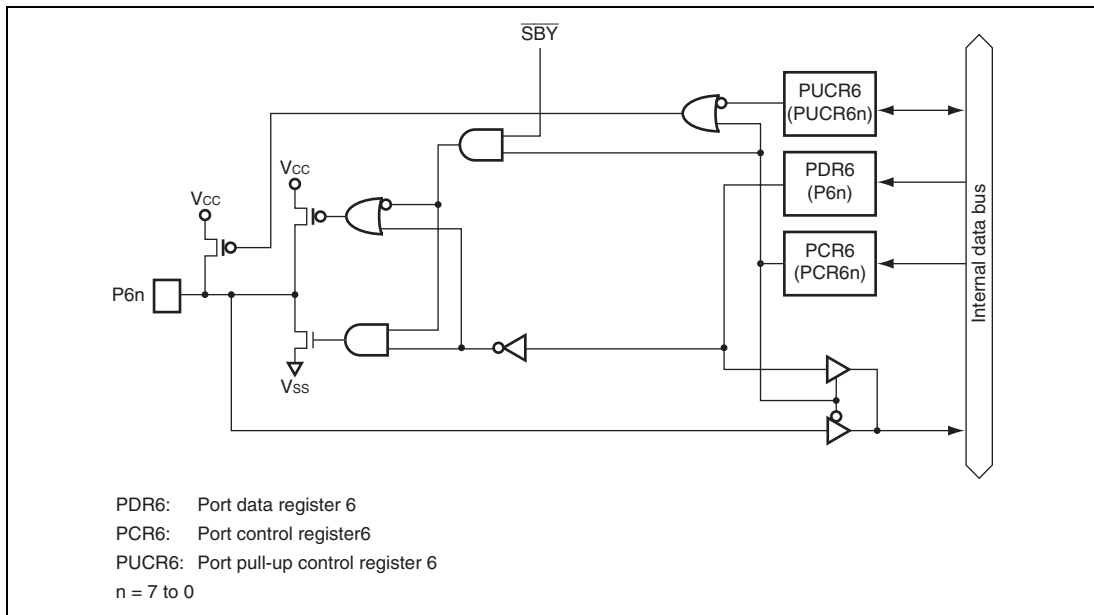 SBY
PUCR6
(PUCR6n)
PDR6
(P6n)
PCR6
(PCR6n)
Internal data bus
VCC
VCC
P6n
VSS
PDR6: Port data register 6
PCR6: Port control register6
PUCR6: Port pull-up control register 6
n = 7 to 0